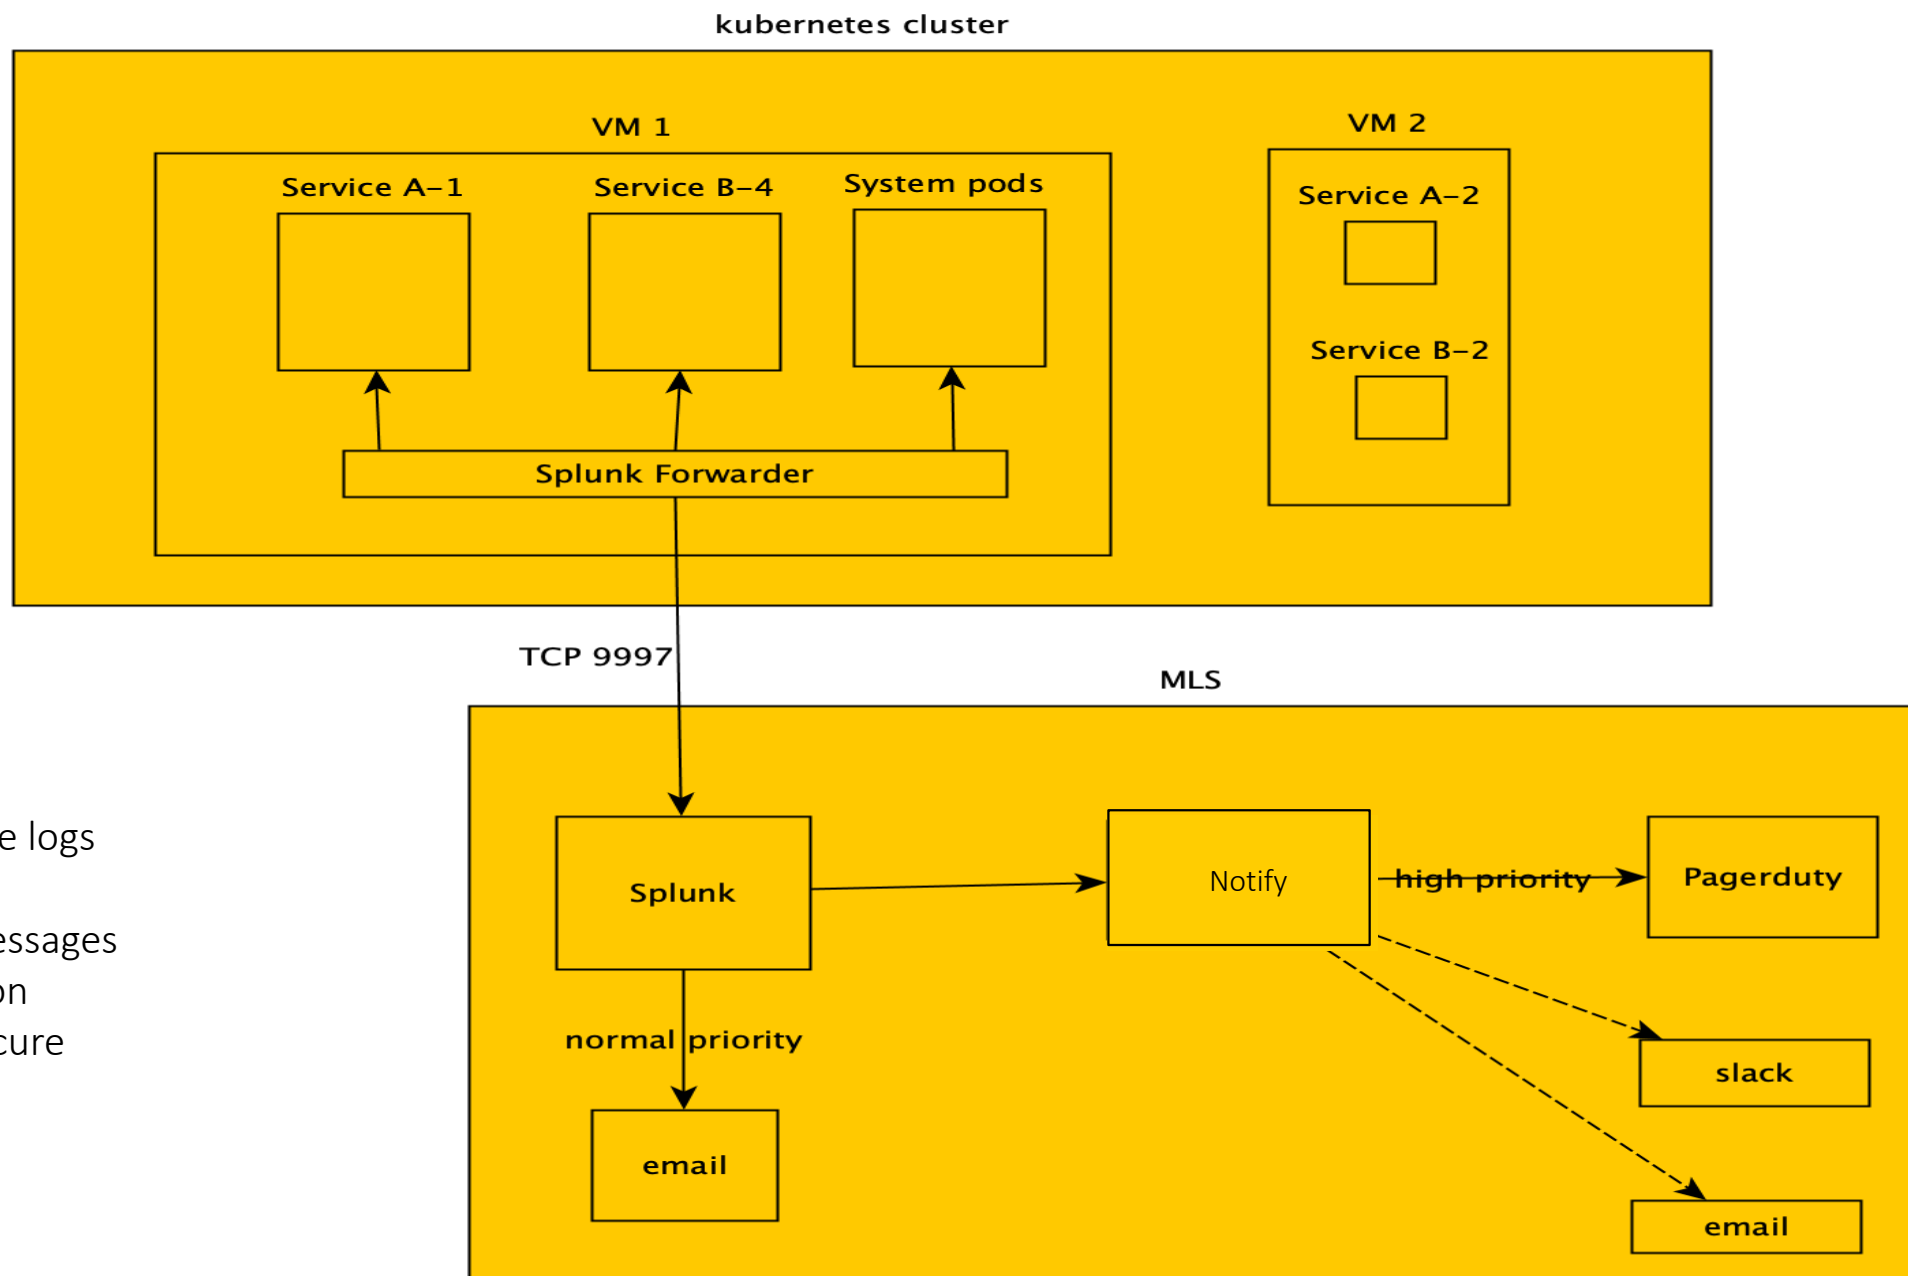 kubernetes cluster
VM 1
VM 2
Service A-1
Service B-4
System pods
Service A-2
Service B-2
Splunk Forwarder
TCP 9997
MLS
e logs
essages
on
cure
Splunk
Notify
high priority
Pagerduty
normal priority
slack
email
email